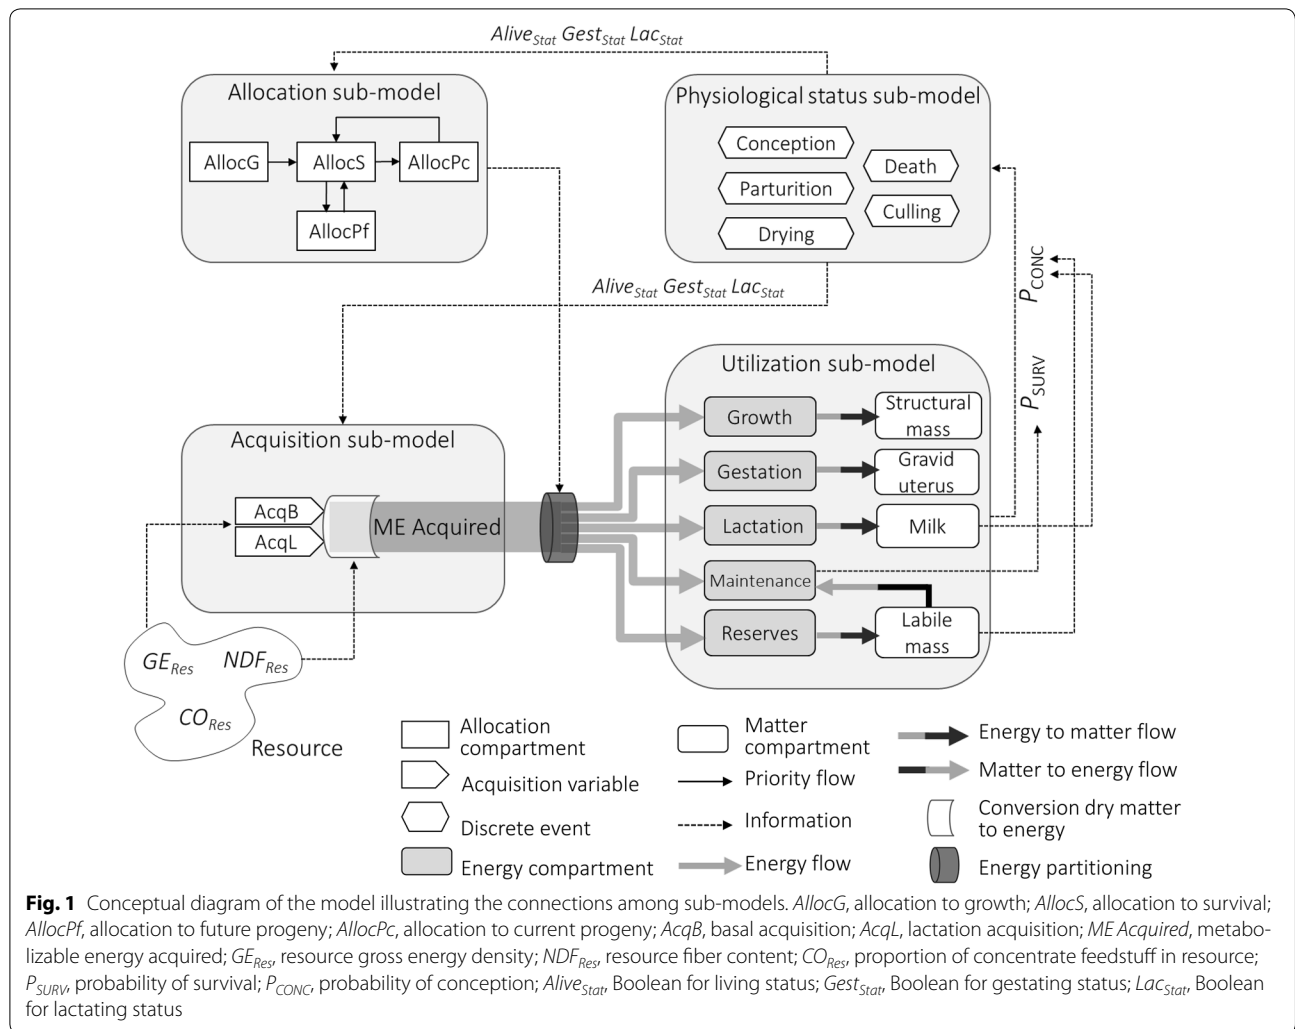 Alive_Stat Gest_Stat Lac_Stat
Allocation sub-model
AllocG
AllocS
AllocPc
AllocPf
Physiological status sub-model
Conception
Parturition
Drying
Death
Culling
Alive_Stat Gest_Stat Lac_Stat
P_CONC
P_SURV
Acquisition sub-model
AcqB
AcqL
ME Acquired
Utilization sub-model
Growth
Structural
mass
Gestation
Gravid
uterus
Lactation
Milk
Maintenance
Reserves
Labile
mass
GE_Res
NDF_Res
CO_Res
Resource
Allocation
compartment
Acquisition variable
Discrete event
Energy compartment
Matter
compartment
Priority flow
Information
Energy flow
Energy to matter flow
Matter to energy flow
Conversion dry matter
to energy
Energy partitioning
Fig. 1 Conceptual diagram of the model illustrating the connections among sub-models. AllocG, allocation to growth; AllocS, allocation to survival;
AllocPf, allocation to future progeny; AllocPc, allocation to current progeny; AcqB, basal acquisition; AcqL, lactation acquisition; ME Acquired, metabo-
lizable energy acquired; GE_Res, resource gross energy density; NDF_Res, resource fiber content; CO_Res, proportion of concentrate feedstuff in resource;
P_SURV, probability of survival; P_CONC, probability of conception; Alive_Stat, Boolean for living status; Gest_Stat, Boolean for gestating status; Lac_Stat, Boolean
for lactating status